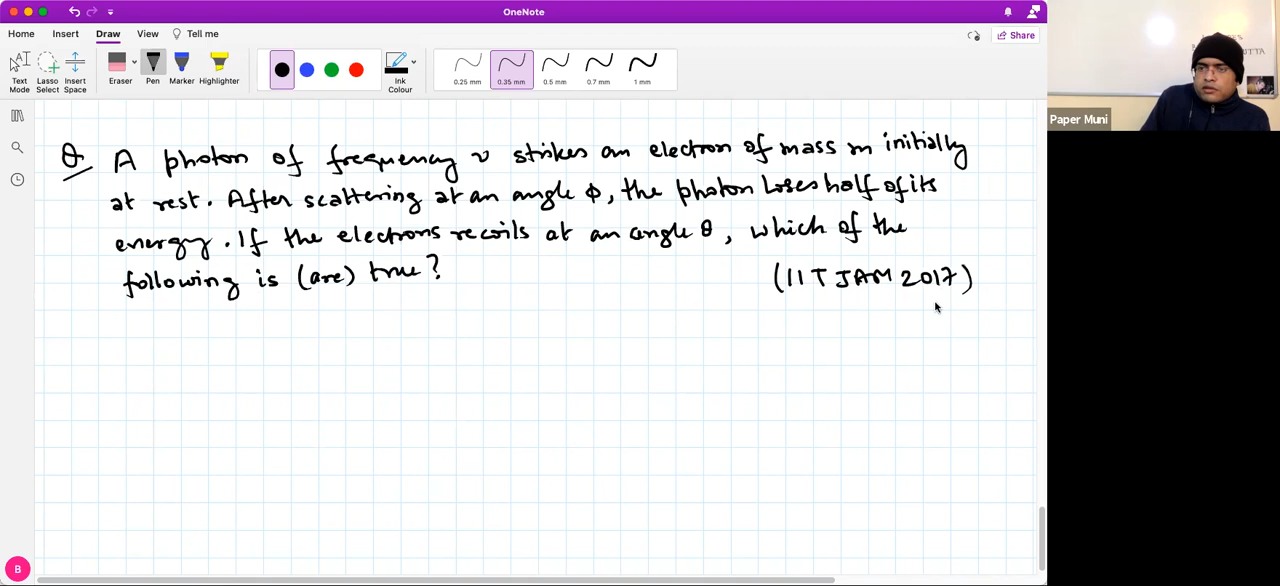 OneNote
Home Insert Draw View Tell me
Share
Text Mode
Lasso Select
Insert Space
Eraser
Pen
Marker
Highlighter
Ink Colour
0.25 mm
0.35 mm
0.5 mm
0.7 mm
1 mm
Paper Muni
Q. A photon of frequency ν strikes an electron of mass m initially
at rest. After scattering at an angle ϕ, the photon loses half of its
energy. If the electrons recoils at an angle θ, which of the
following is (are) true?
(IIT JAM 2017)
B